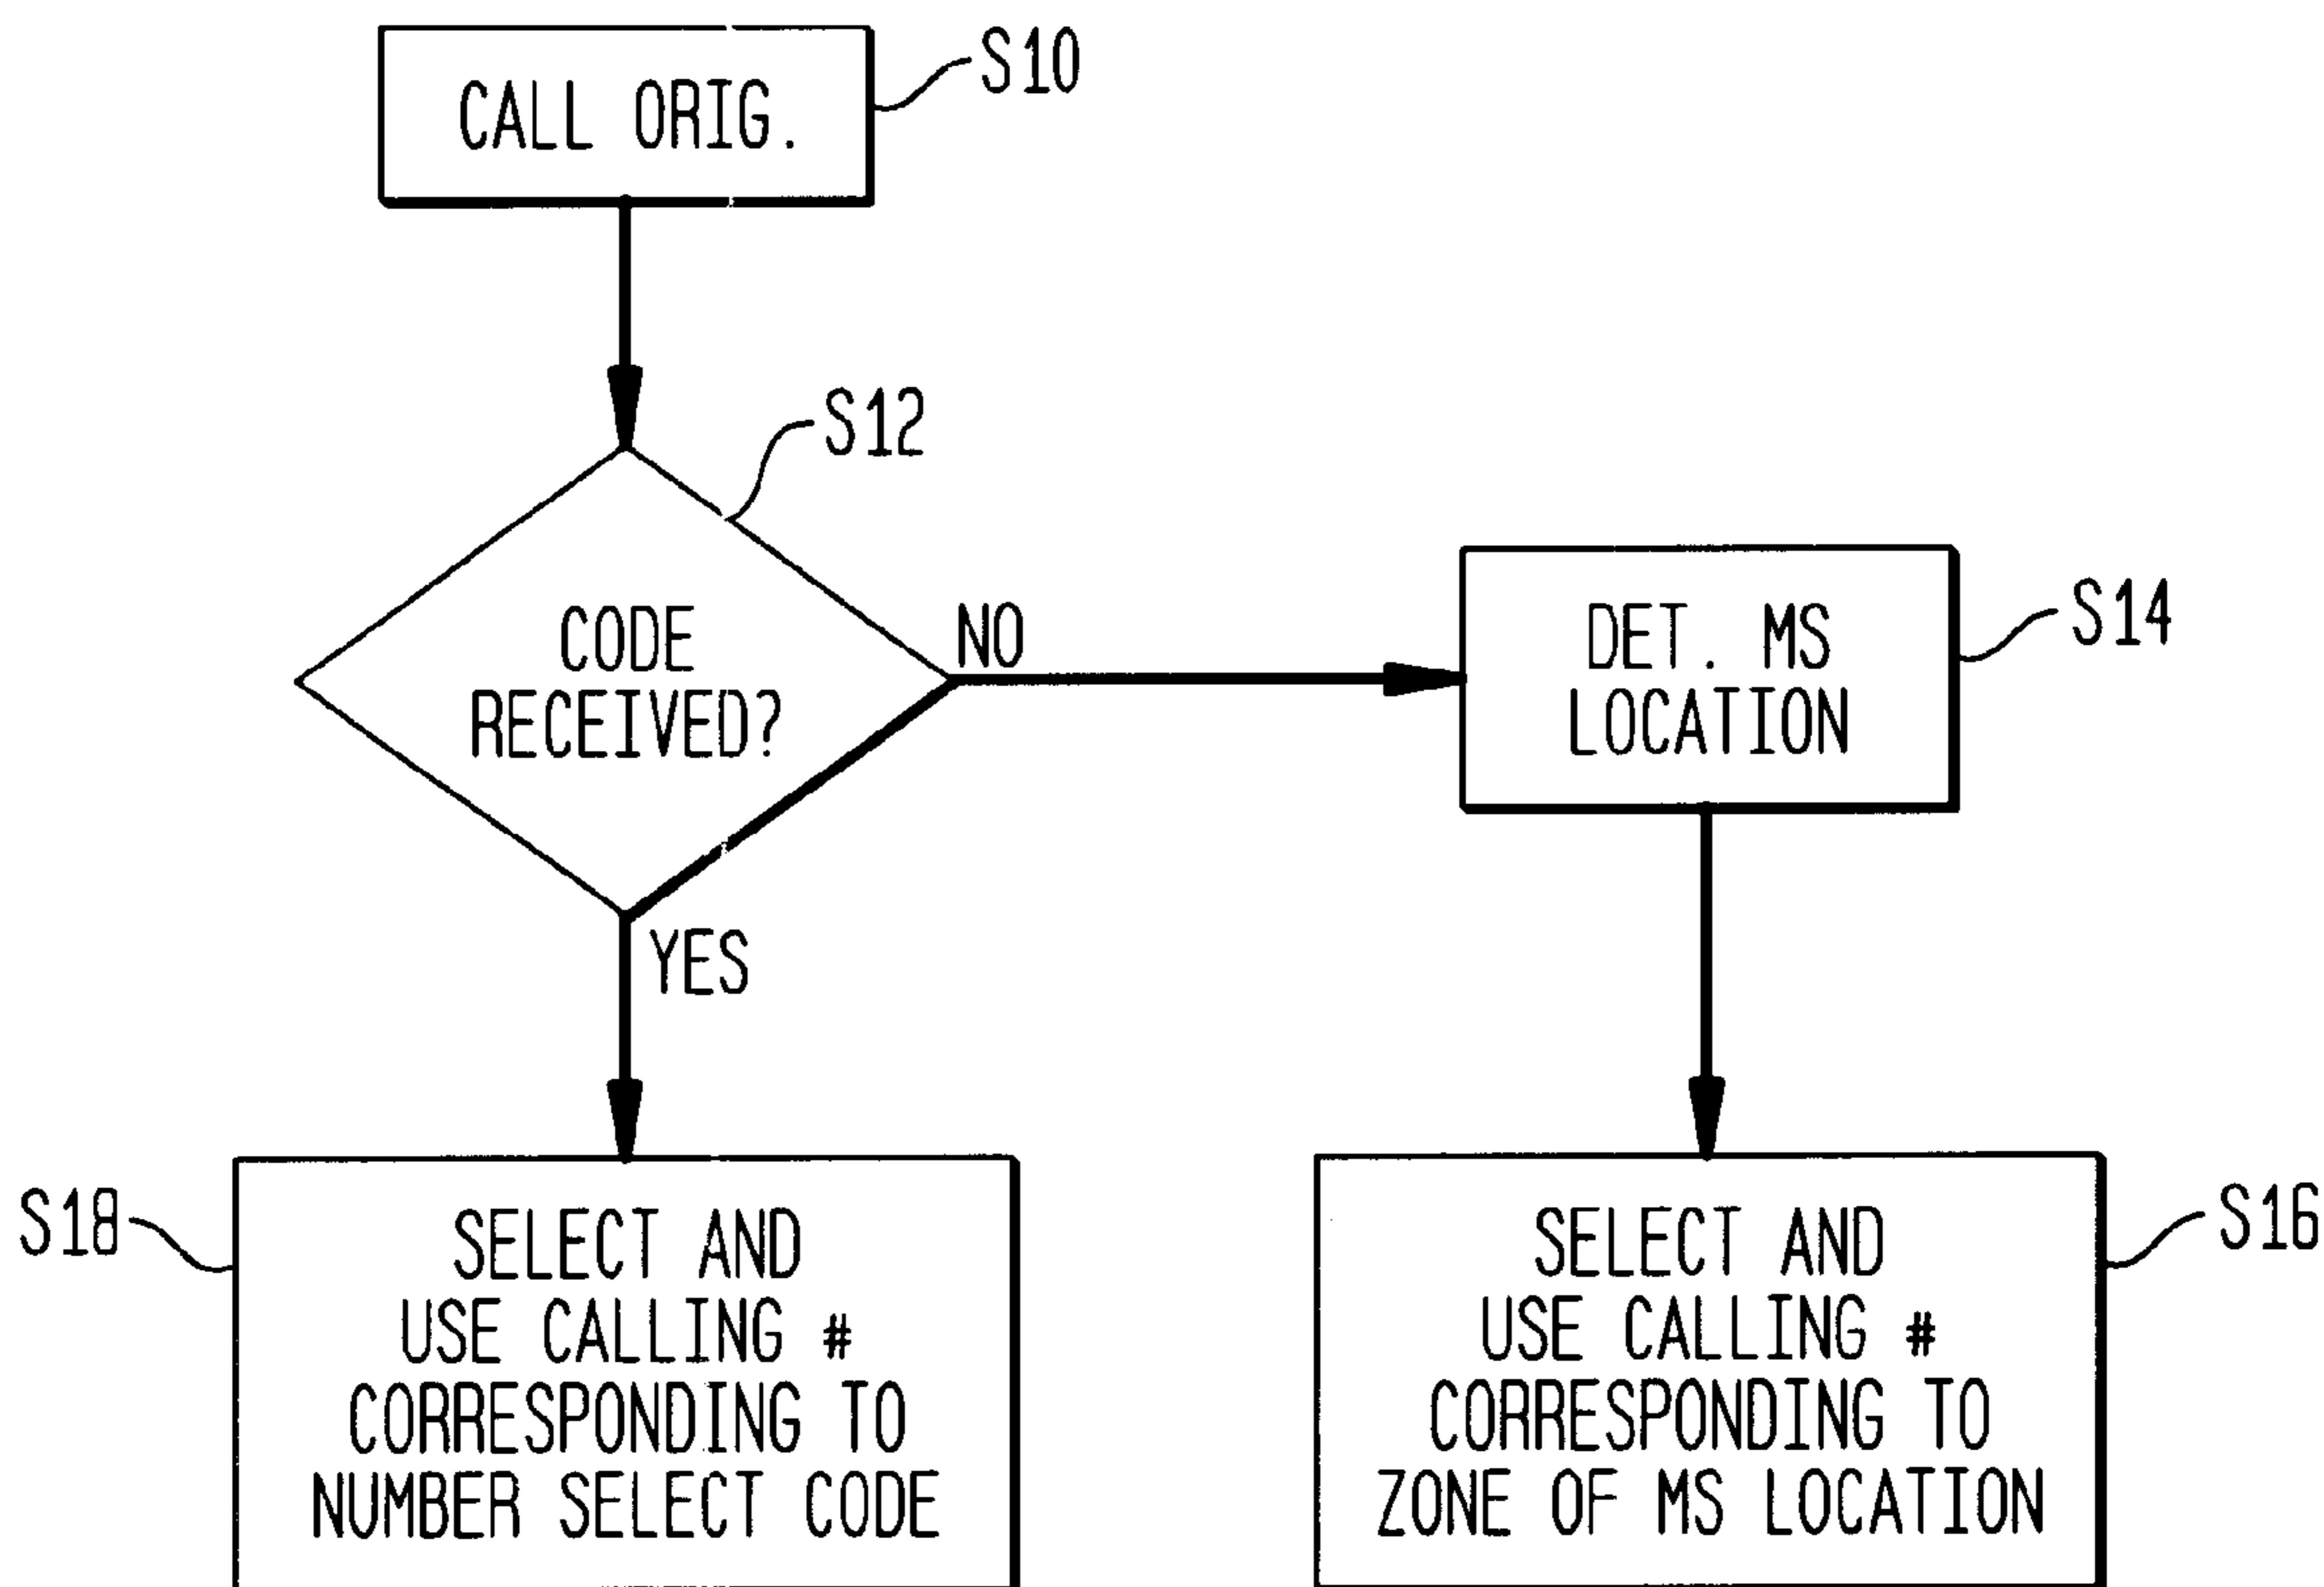 CALL ORIG.
S10
S12
CODE
RECEIVED?
NO
DET. MS
LOCATION
S14
YES
S18
SELECT AND
USE CALLING #
CORRESPONDING TO
NUMBER SELECT CODE
SELECT AND
USE CALLING #
CORRESPONDING TO
ZONE OF MS LOCATION
S16